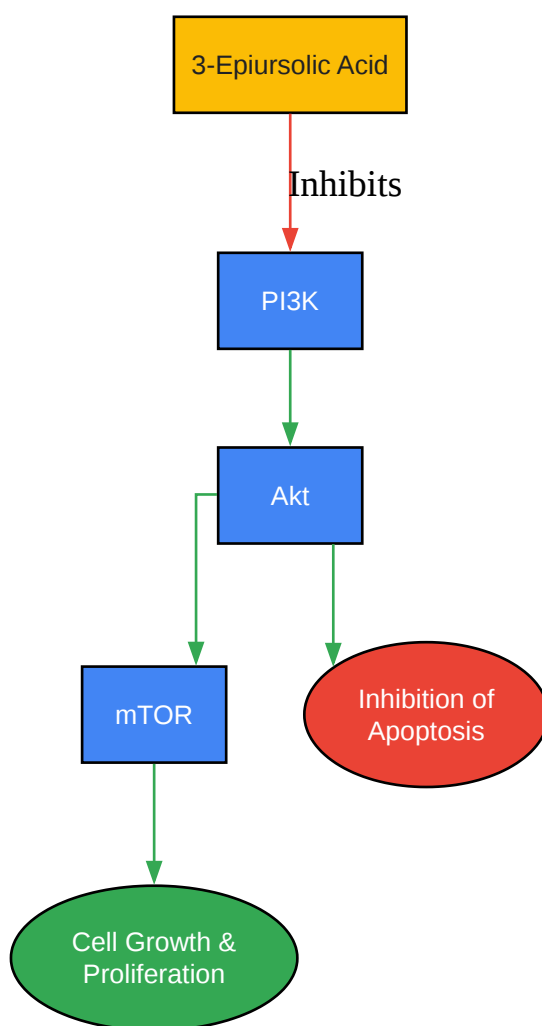 3-Epiursolic Acid
Inhibits
PI3K
Akt
mTOR
Inhibition of
Apoptosis
Cell Growth &
Proliferation